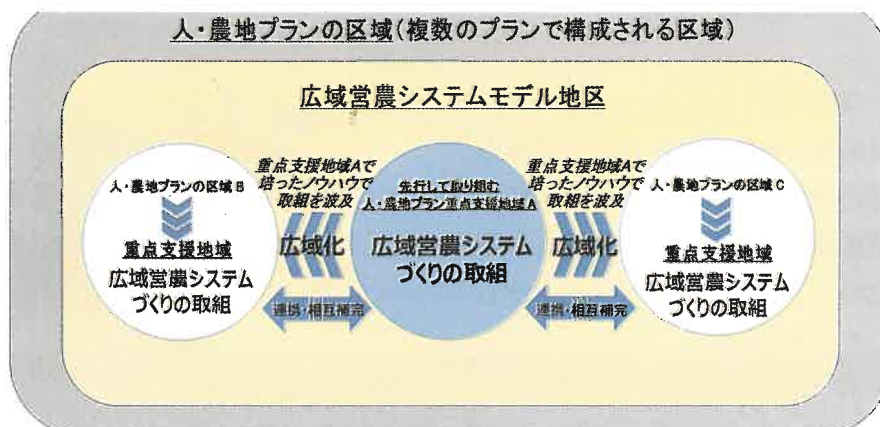 人・農地プランの区域(複数のプランで構成される区域)
広域営農システムモデル地区
人・農地プランの区域B
重点支援地域
広域営農システム
づくりの取組
重点支援地域Aで
培ったノウハウで
取組を波及
広域化
連携・相互補完
先行して取り組む
人・農地プラン重点支援地域A
広域営農システム
づくりの取組
重点支援地域Aで
培ったノウハウで
取組を波及
広域化
連携・相互補完
人・農地プランの区域C
重点支援地域
広域営農システム
づくりの取組